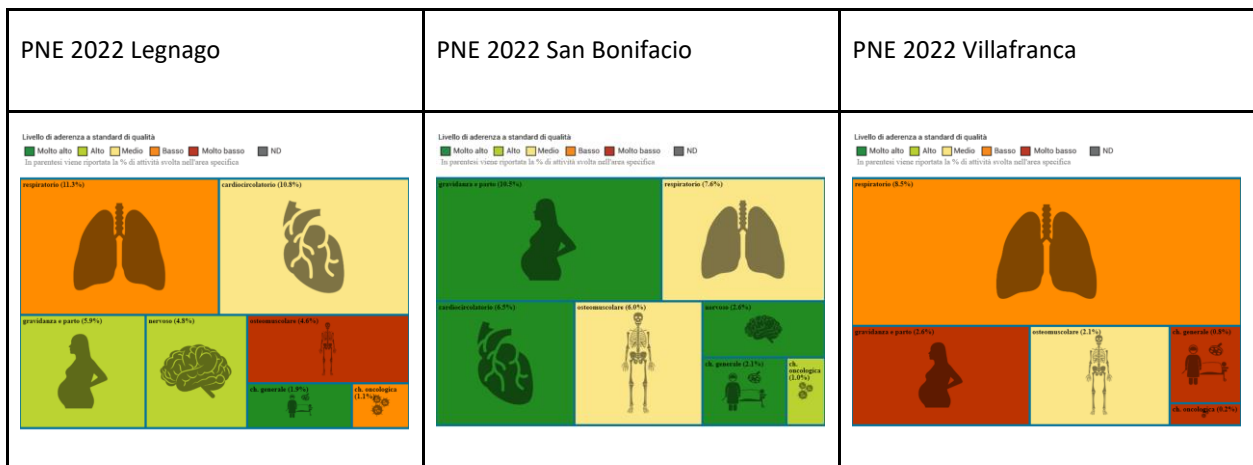 PNE 2022 Legnago
PNE 2022 San Bonifacio
PNE 2022 Villafranca
Livello di aderenza a standard di qualità
Molto alto Alto Medio Basso Molto basso ND
In parentesi viene riportata la % di attività svolta nell'area specifica
respiratorio (11.3%)
cardiocircolatorio (10.8%)
gravidanza e parto (5.9%)
nervoso (4.8%)
osteomuscolare (4.6%)
ch. generale (1.9%)
ch. oncologica
(1.1%)
Livello di aderenza a standard di qualità
Molto alto Alto Medio Basso Molto basso ND
In parentesi viene riportata la % di attività svolta nell'area specifica
gravidanza e parto (10.5%)
respiratorio (7.6%)
cardiocircolatorio (6.5%)
osteomuscolare (6.0%)
nervoso (2.6%)
ch. generale (2.1%)
ch.
oncologica
(1.0%)
Livello di aderenza a standard di qualità
Molto alto Alto Medio Basso Molto basso ND
In parentesi viene riportata la % di attività svolta nell'area specifica
respiratorio (8.5%)
gravidanza e parto (2.6%)
osteomuscolare (2.1%)
ch. generale (0.8%)
ch. oncologica (0.2%)